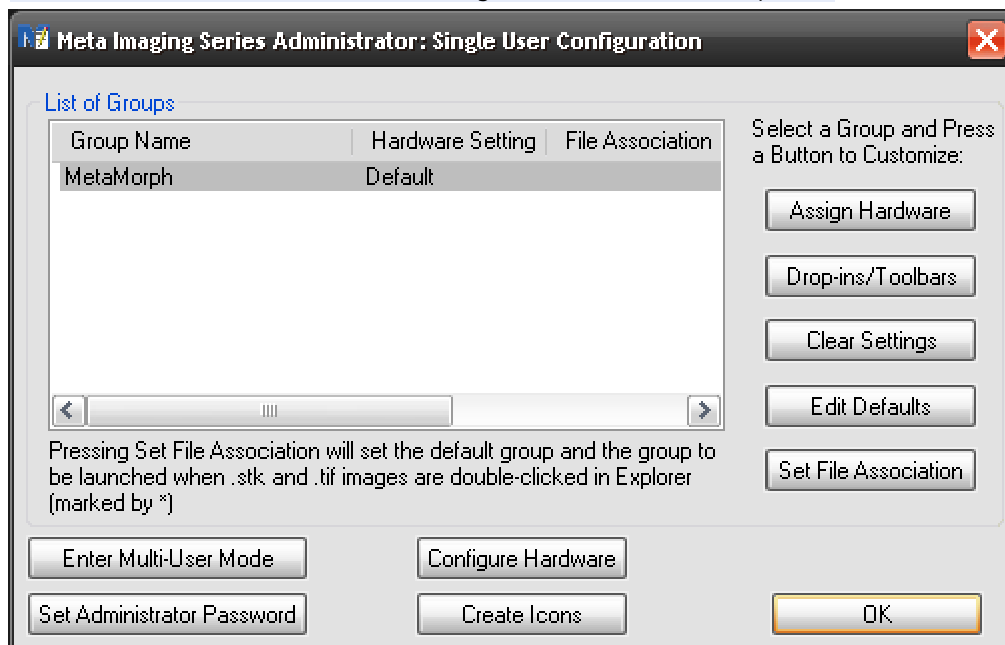 Meta Imaging Series Administrator: Single User Configuration
List of Groups
Group Name Hardware Setting File Association
MetaMorph Default
Select a Group and Press
a Button to Customize:
Assign Hardware
Drop-ins/Toolbars
Clear Settings
Edit Defaults
Set File Association
Pressing Set File Association will set the default group and the group to
be launched when .stk and .tif images are double-clicked in Explorer
(marked by *)
Enter Multi-User Mode Configure Hardware
Set Administrator Password Create Icons OK